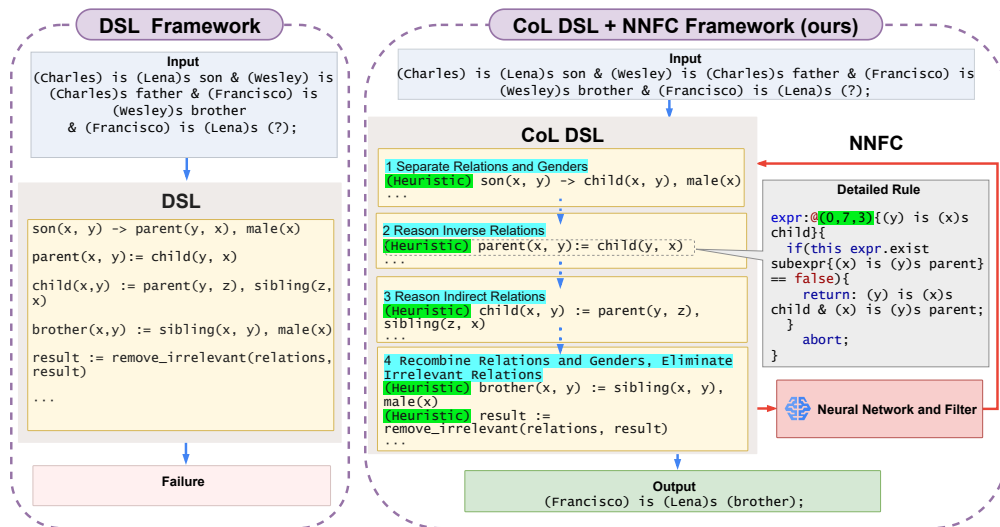 DSL Framework
Input
(Charles) is (Lena)s son & (Wesley) is
(Charles)s father & (Francisco) is
(Wesley)s brother
& (Francisco) is (Lena)s (?);
DSL
son(x, y) -> parent(y, x), male(x)
parent(x, y):= child(y, x)
child(x,y) := parent(y, z), sibling(z,
x)
brother(x,y) := sibling(x, y), male(x)
result := remove_irrelevant(relations,
result)
...
Failure
CoL DSL + NNFC Framework (ours)
Input
(Charles) is (Lena)s son & (Wesley) is (Charles)s father & (Francisco) is
(Wesley)s brother & (Francisco) is (Lena)s (?);
CoL DSL
1 Separate Relations and Genders
(Heuristic) son(x, y) -> child(x, y), male(x)
...
2 Reason Inverse Relations
(Heuristic) parent(x, y):= child(y, x)
...
3 Reason Indirect Relations
(Heuristic) child(x, y) := parent(y, z),
sibling(z, x)
...
4 Recombine Relations and Genders, Eliminate
Irrelevant Relations
(Heuristic) brother(x, y) := sibling(x, y),
male(x)
(Heuristic) result :=
remove_irrelevant(relations, result)
...
NNFC
Detailed Rule
expr:@(0,7,3){(y) is (x)s
child}{
if(this expr.exist
subexpr{(x) is (y)s parent}
== false){
return: (y) is (x)s
child & (x) is (y)s parent;
}
abort;
}
Neural Network and Filter
Output
(Francisco) is (Lena)s (brother);